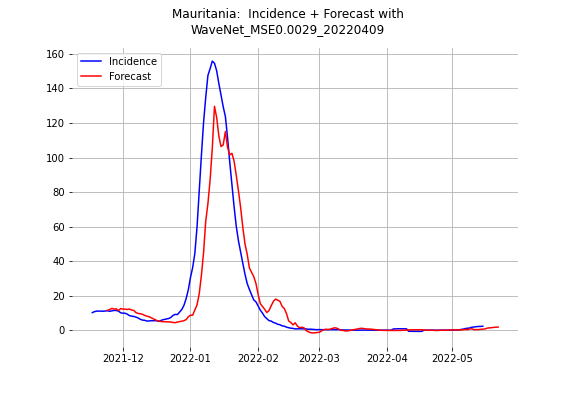 Mauritania:  Incidence + Forecast with
WaveNet_MSE0.0029_20220409
Incidence
Forecast
160
140
120
100
80
60
40
20
0
2021-12 2022-01 2022-02 2022-03 2022-04 2022-05